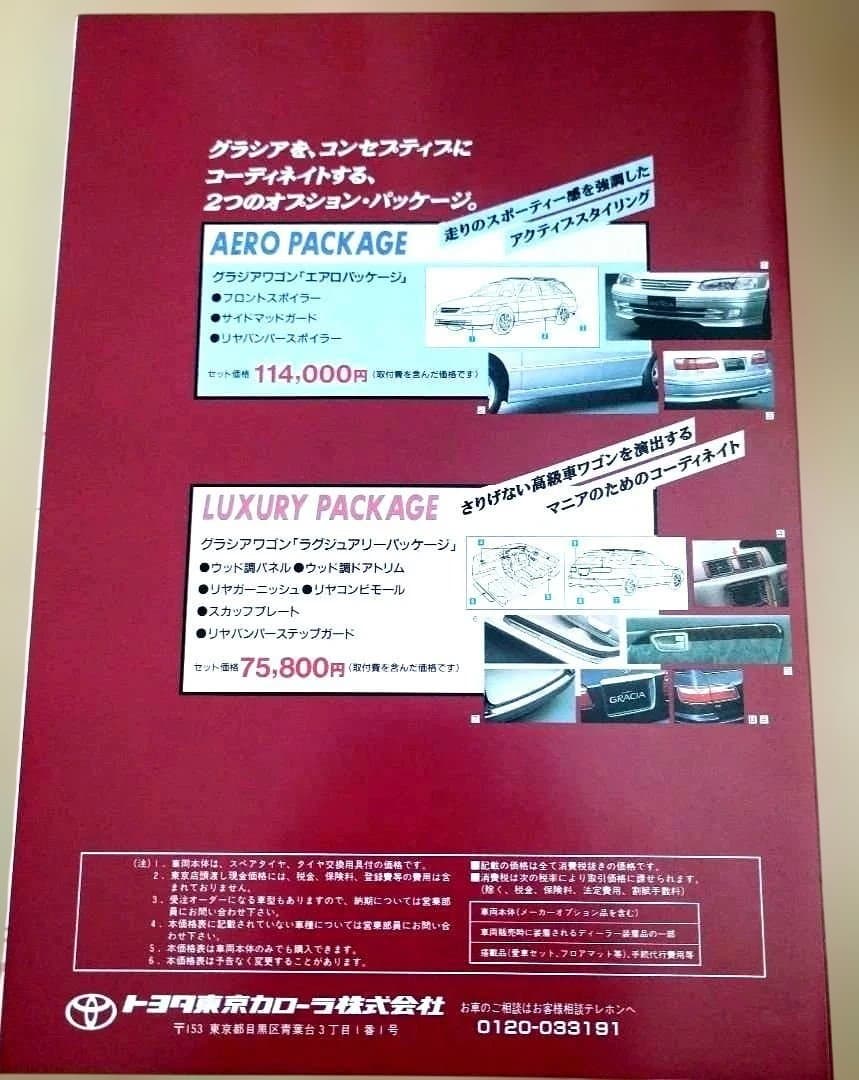 グラシアを、コンセプティブに
コーディネイトする、
2つのオプション・パッケージ。
走りのスポーティー感を強調した
アクティブスタイリング
AERO PACKAGE
グラシアワゴン「エアロパッケージ」
●フロントスポイラー
●サイドマッドガード
●リヤバンパースポイラー
セット価格 114,000円 (取付費を含んだ価格です)
さりげない高級車ワゴンを演出する
マニアのためのコーディネイト
LUXURY PACKAGE
グラシアワゴン「ラグジュアリーパッケージ」
●ウッド調パネル●ウッド調ドアトリム
●リヤガーニッシュ●リヤコンビモール
●スカッフプレート
●リヤバンパーステップガード
セット価格 75,800円 (取付費を含んだ価格です)
GRACIA
(注) 1. 車両本体は、スペアタイヤ、タイヤ交換用具付の価格です。
2. 東京店頭渡し現金価格には、税金、保険料、登録費等の費用は含
まれておりません。
3. 受注オーダーになる車型もありますので、納期については営業部
員にお問い合わせ下さい。
4. 本価格表に記載されていない車種については営業部員にお問い合
わせ下さい。
5. 本価格表は車両本体のみでも購入できます。
6. 本価格表は予告なく変更することがあります。
■記載の価格は全て消費税抜きの価格です。
■消費税は次の税率により取引価格に課せられます。
(除く、税金、保険料、法定費用、割賦手数料)
車両本体(メーカーオプション品を含む)
車両販売時に装着されるディーラー装着品の一部
搭載品(愛車セット、フロアマット等)、手続代行費用等
トヨタ東京カローラ株式会社
〒153 東京都目黒区青葉台3丁目1番1号
お車のご相談はお客様相談テレホンへ
0120-033191